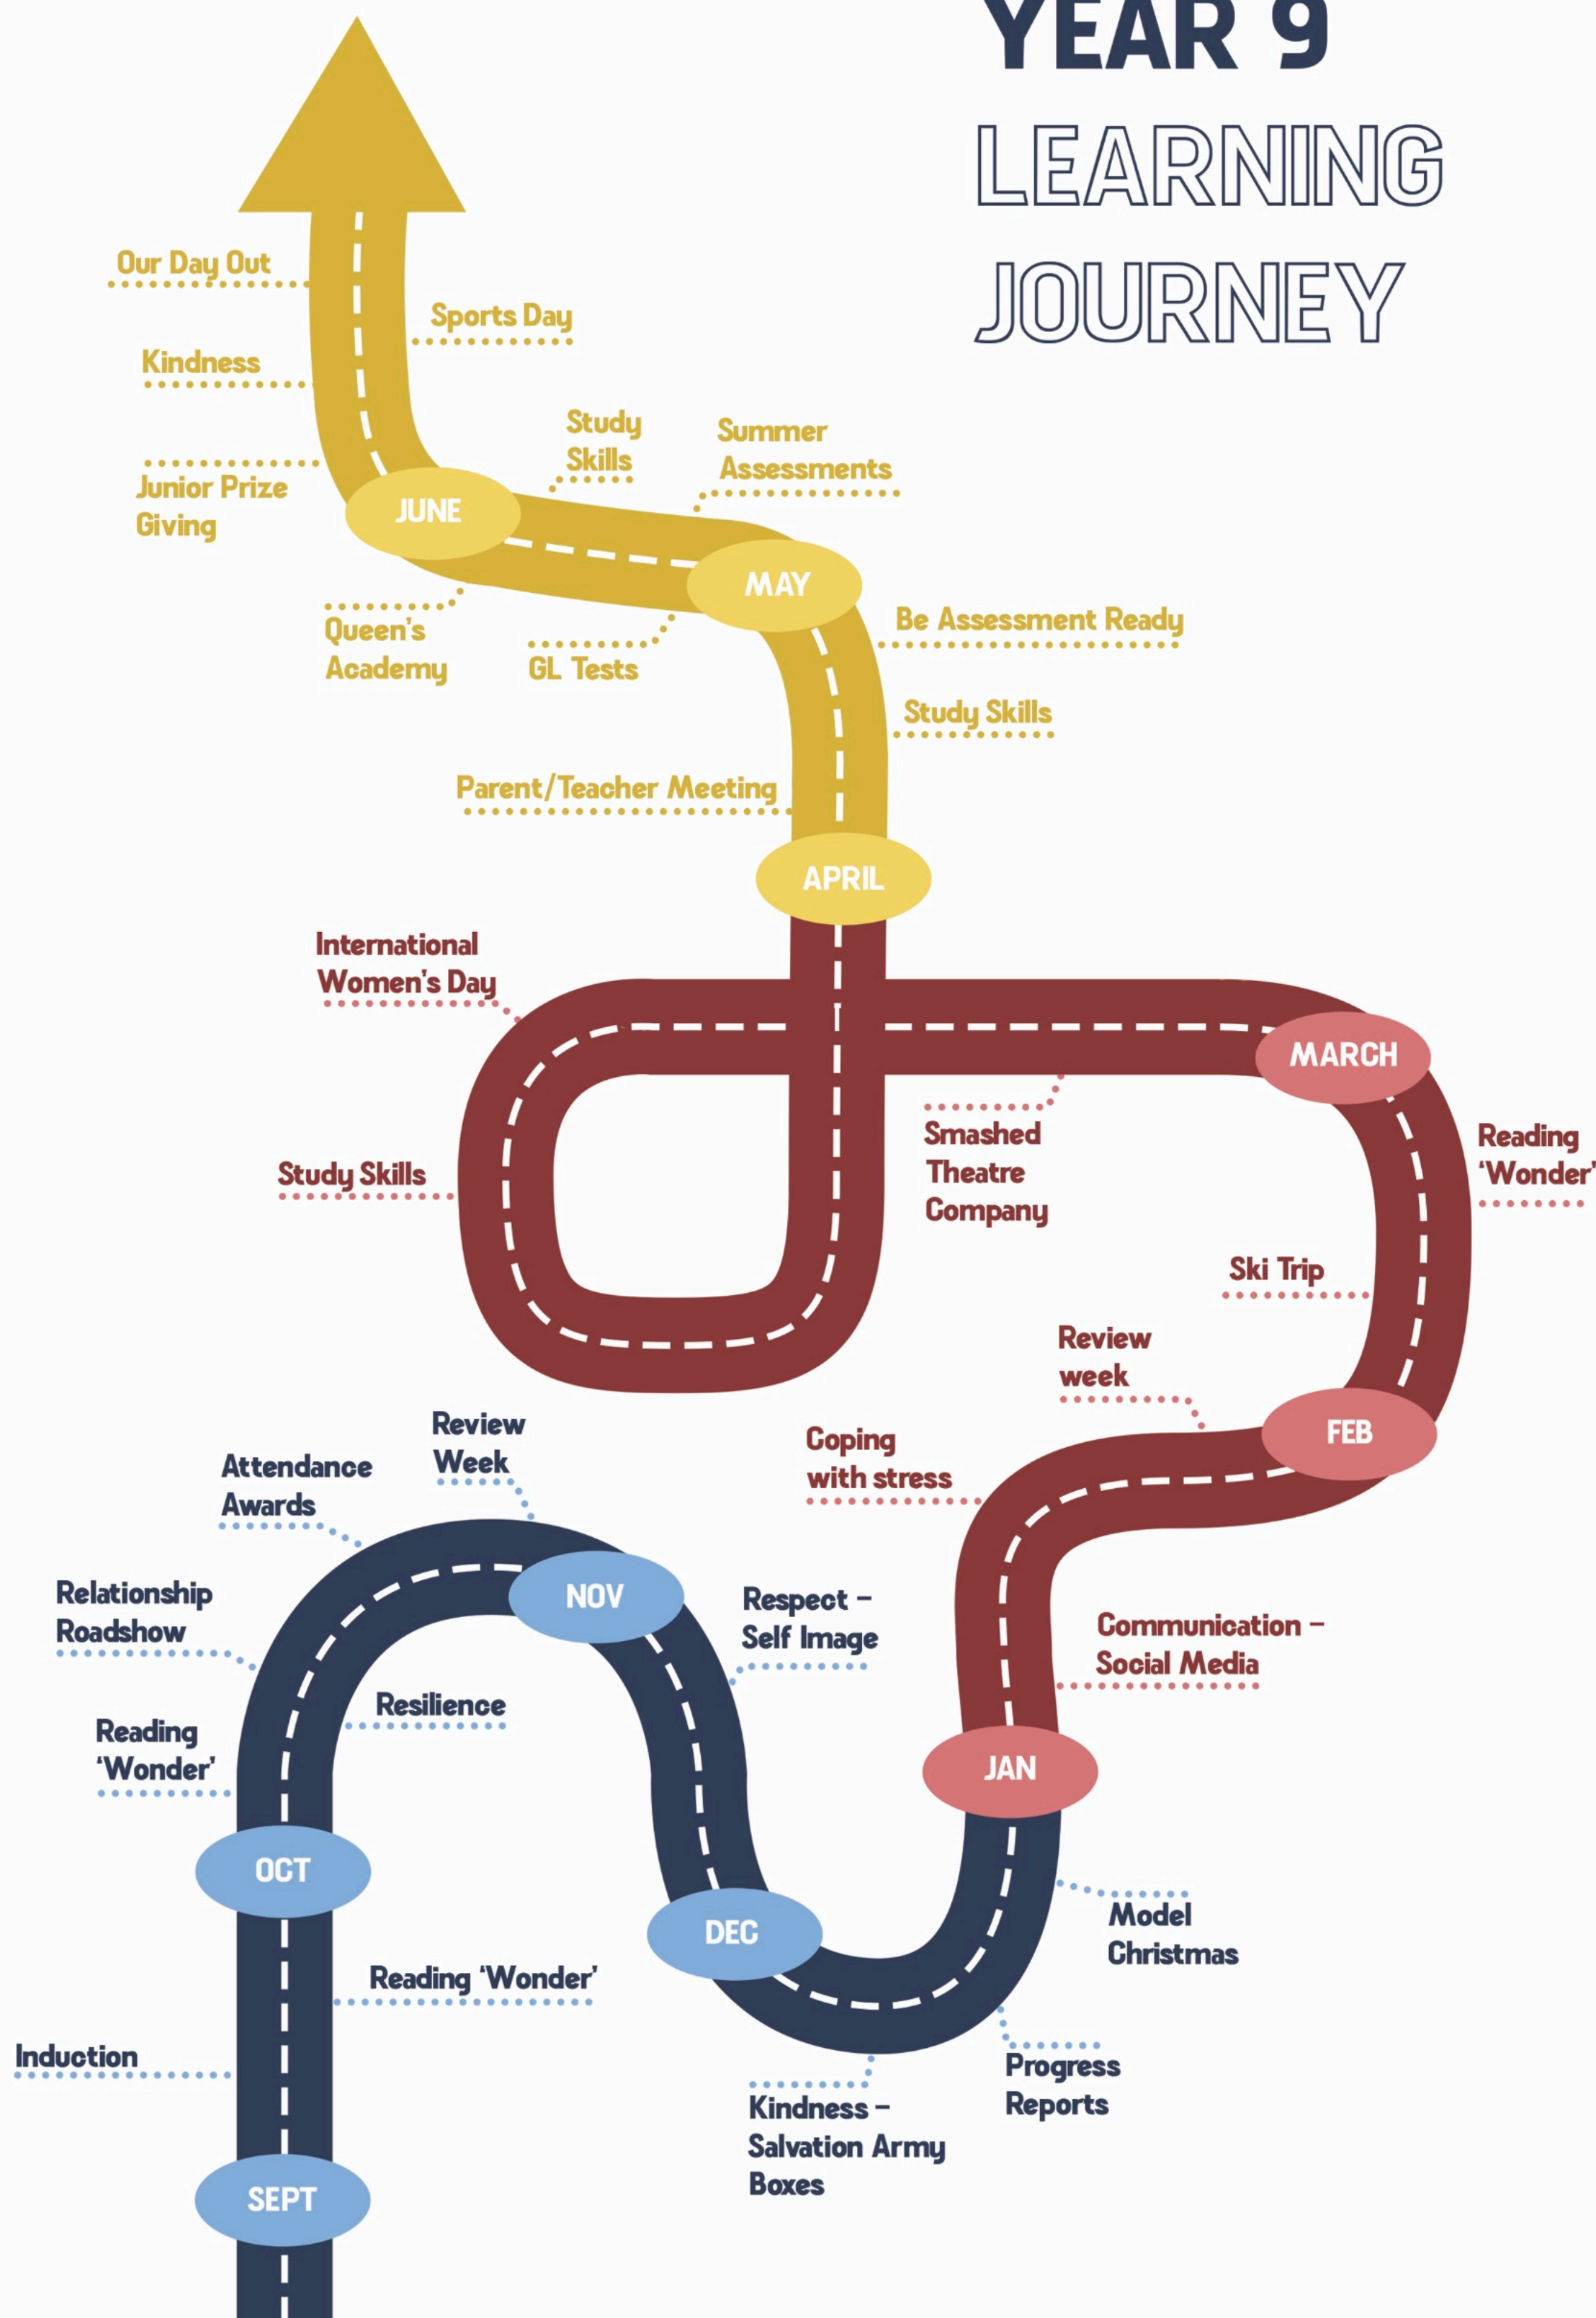 YEAR 9
LEARNING
JOURNEY
Our Day Out
Sports Day
Kindness
Study
Skills
Summer
Assessments
Junior Prize
Giving
JUNE
MAY
Queen's
Academy
GL Tests
Be Assessment Ready
Study Skills
Parent/Teacher Meeting
APRIL
International
Women's Day
MARCH
Smashed
Theatre
Company
Reading
‘Wonder’
Study Skills
Ski Trip
Review
week
FEB
Coping
with stress
Review
Week
Attendance
Awards
NOV
Relationship
Roadshow
Respect –
Self Image
Communication –
Social Media
Resilience
Reading
‘Wonder’
JAN
OCT
DEC
Model
Christmas
Reading ‘Wonder’
Induction
Progress
Reports
Kindness –
Salvation Army
Boxes
SEPT